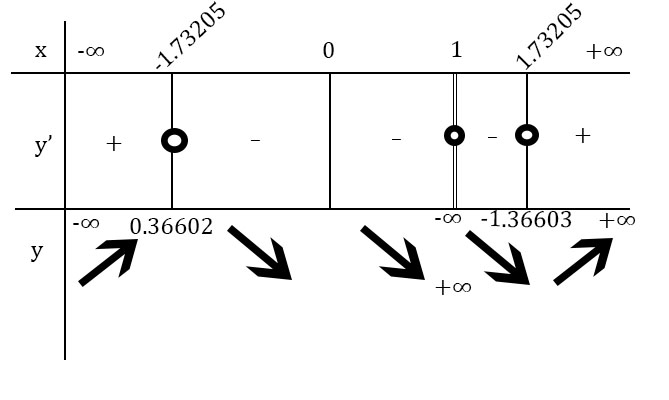 x -∞ -1.73205 0 1 1.73205 +∞
y’ + - - - +
-∞ 0.36602 -∞ -1.36603 +∞
y
+∞